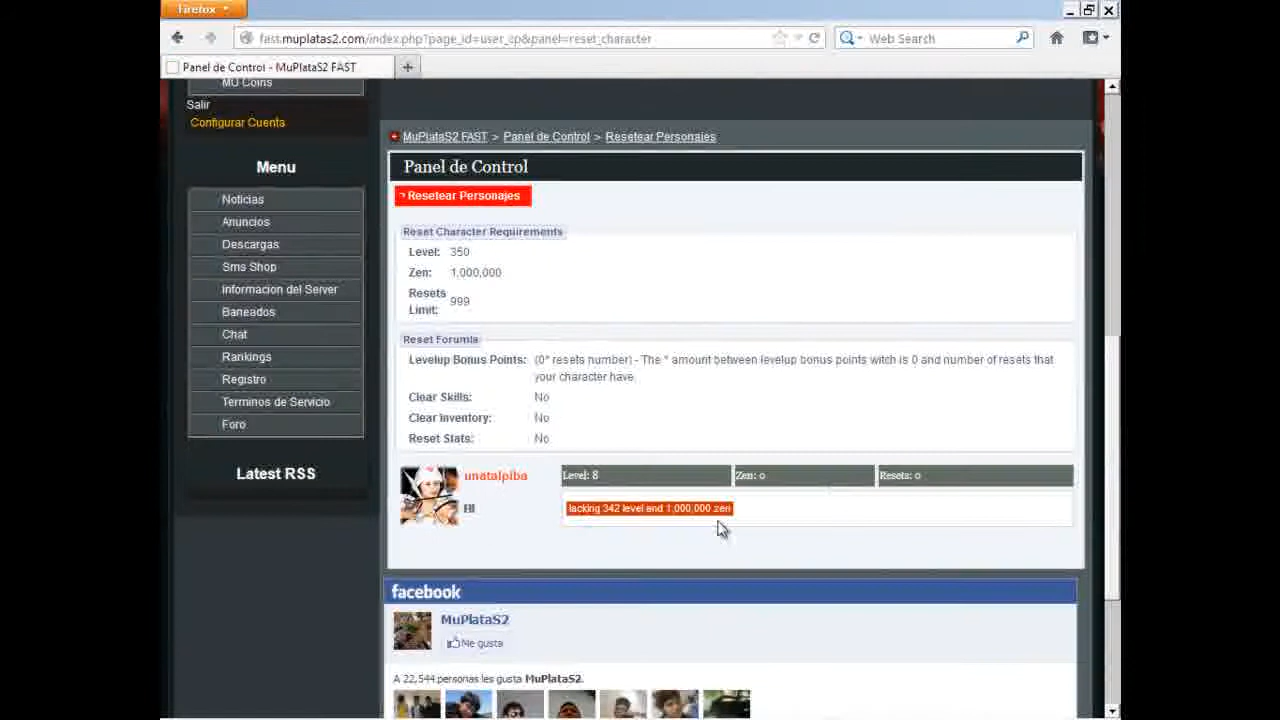 Firefox
fast.muplatas2.com/index.php?page_id=user_cp&panel=reset_character
Web Search
Panel de Control - MuPlataS2 FAST
MU Coins
Salir
Configurar Cuenta
Menu
Noticias
Anuncios
Descargas
Sms Shop
Informacion del Server
Baneados
Chat
Rankings
Registro
Terminos de Servicio
Foro
Latest RSS
MuPlataS2 FAST > Panel de Control > Resetear Personajes
Panel de Control
Resetear Personajes
Reset Character Requirements
Level: 350
Zen: 1,000,000
Resets Limit: 999
Reset Forumla
Levelup Bonus Points: (0* resets number) - The * amount between levelup bonus points witch is 0 and number of resets that
your character have.
Clear Skills: No
Clear Inventory: No
Reset Stats: No
unatalpiba
Level: 8
Zen: 0
Resets: 0
lacking 342 level and 1,000,000 zen
facebook
MuPlataS2
Me gusta
A 22,544 personas les gusta MuPlataS2.